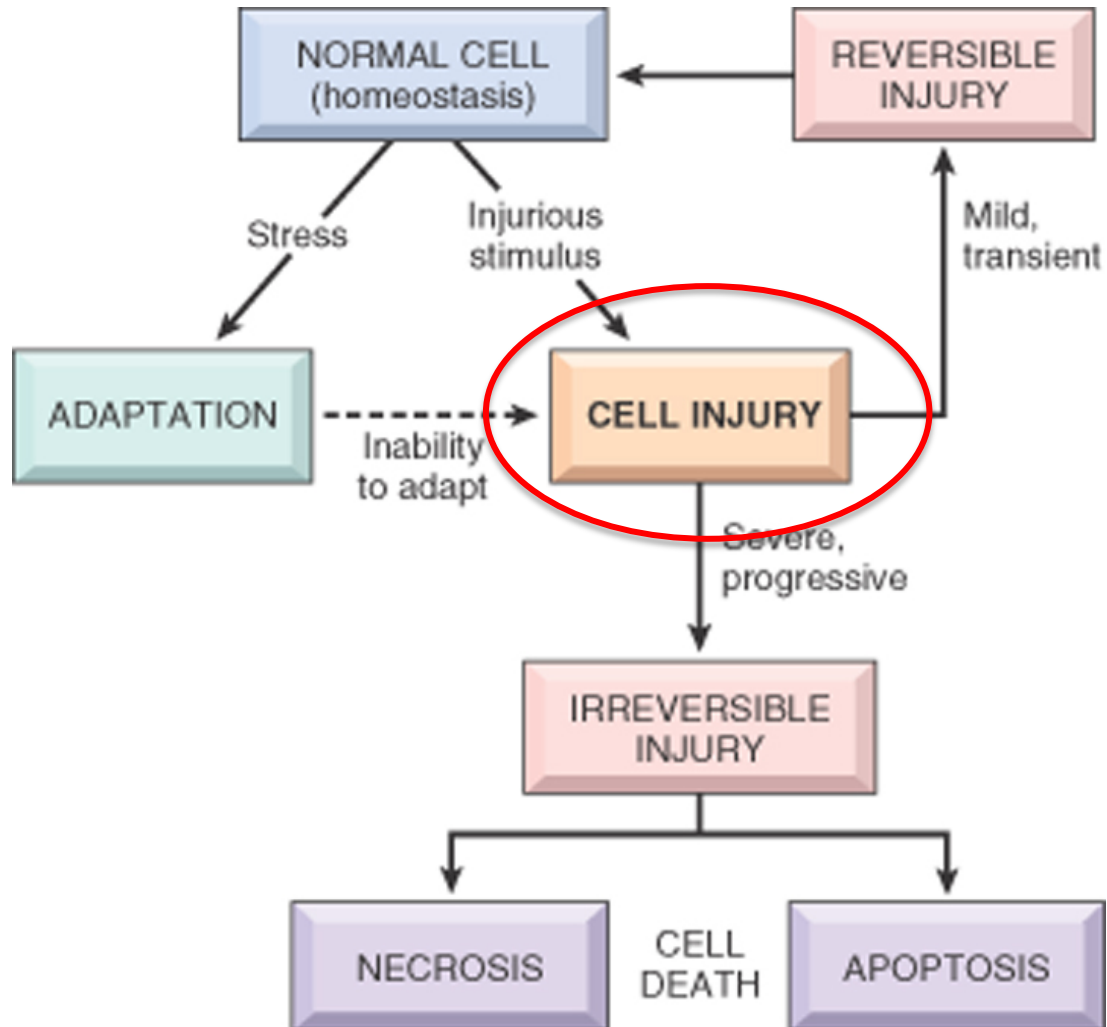 NORMAL CELL
(homeostasis)
REVERSIBLE
INJURY
Stress
Injurious
stimulus
Mild,
transient
ADAPTATION
Inability
to adapt
CELL INJURY
Severe,
progressive
IRREVERSIBLE
INJURY
NECROSIS
CELL
DEATH
APOPTOSIS